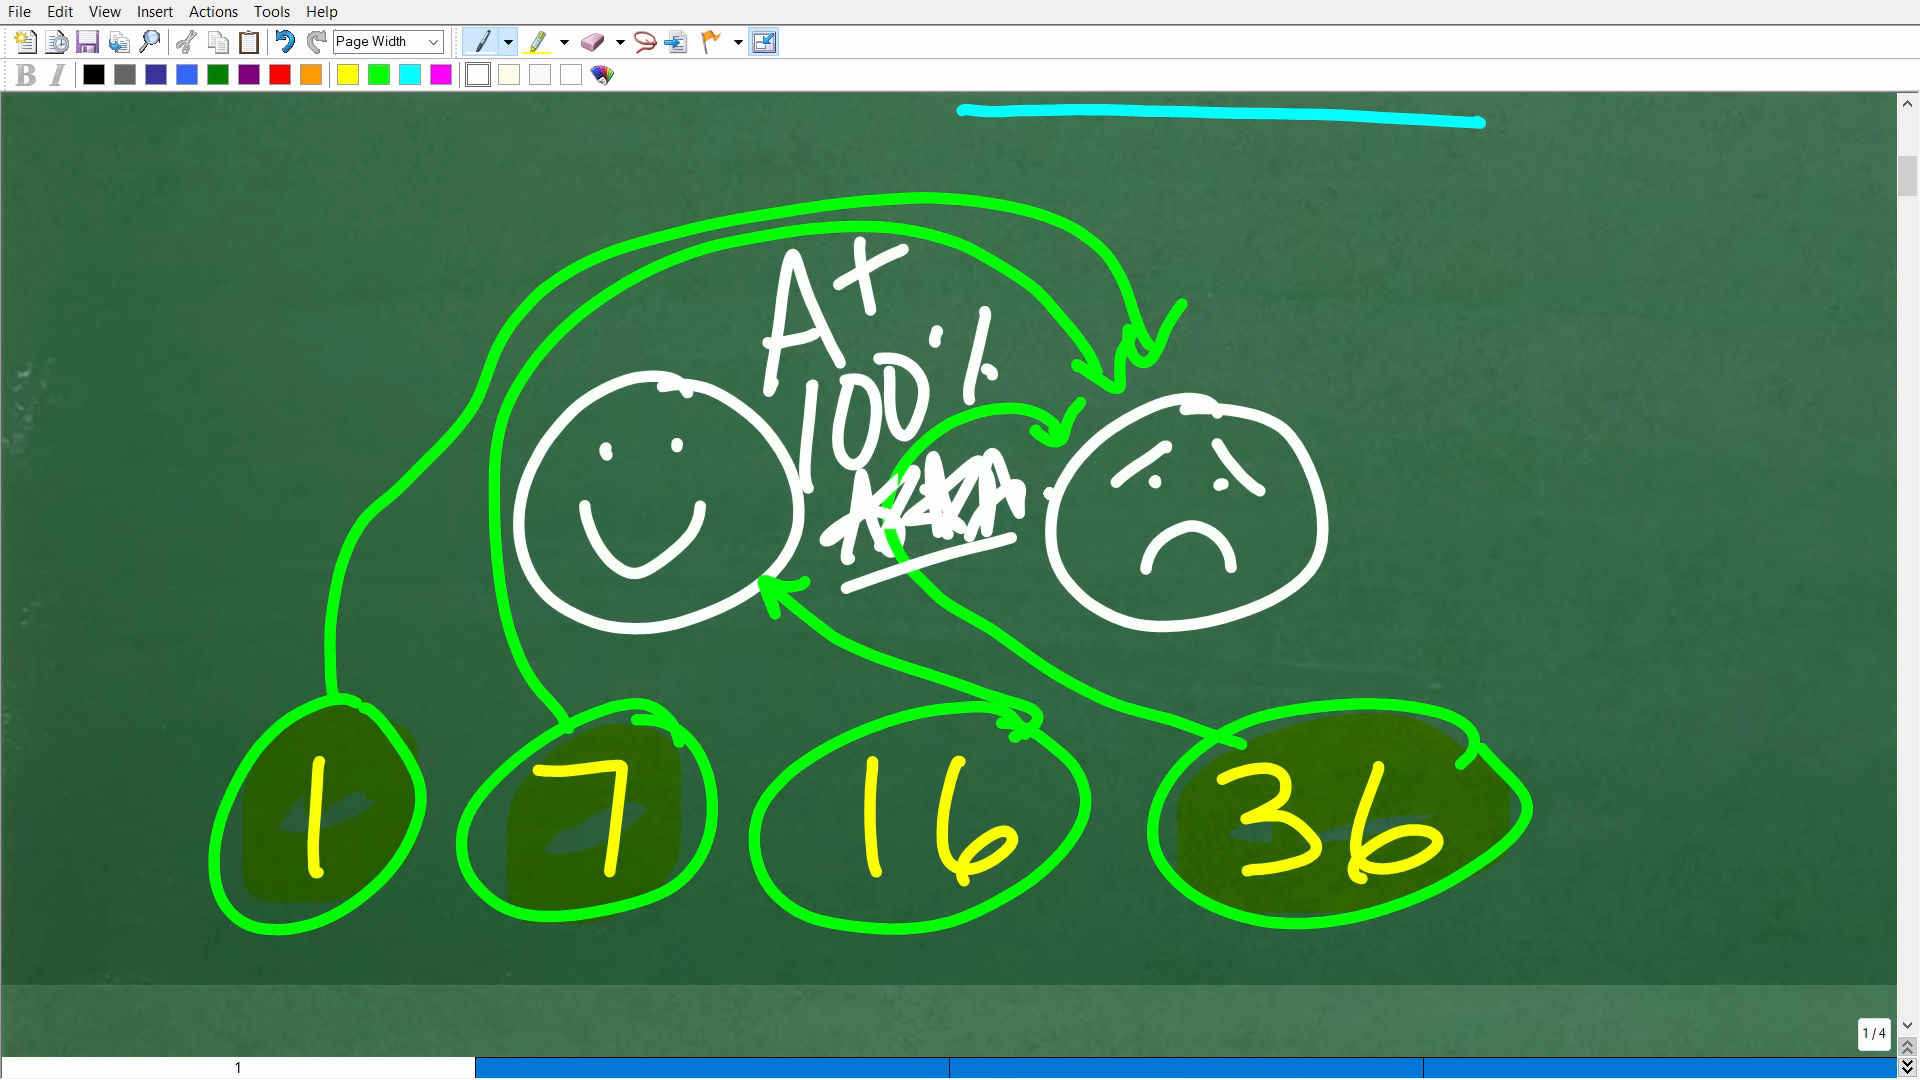 File Edit View Insert Actions Tools Help
Page Width
B I
A+
100%
1 7 16 36
1 / 4
1